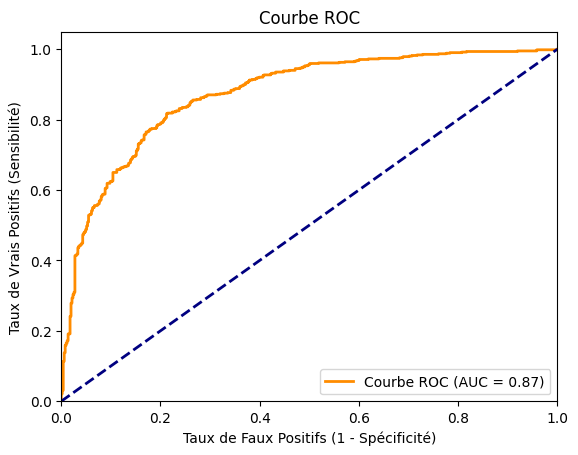 Courbe ROC
Taux de Vrais Positifs (Sensibilité)
1.0
0.8
0.6
0.4
0.2
0.0
0.0 0.2 0.4 0.6 0.8 1.0
Courbe ROC (AUC = 0.87)
Taux de Faux Positifs (1 - Spécificité)